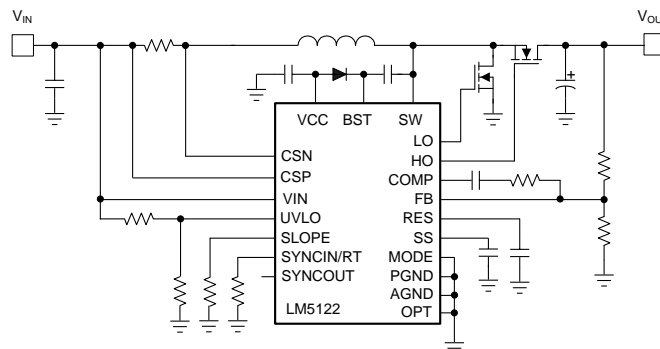 VIN
VOUT
VCC BST SW
LO
HO
COMP
FB
RES
SS
MODE
PGND
AGND
OPT
CSN
CSP
VIN
UVLO
SLOPE
SYNCIN/RT
SYNCOUT
LM5122
+